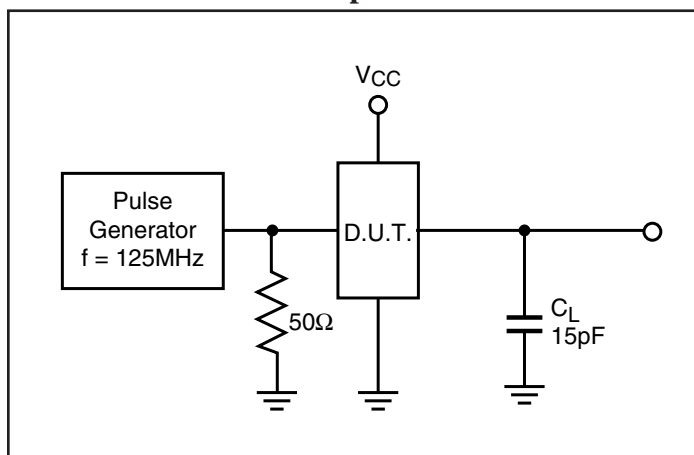 VCC
Pulse
Generator
f = 125MHz
D.U.T.
50Ω
CL
15pF